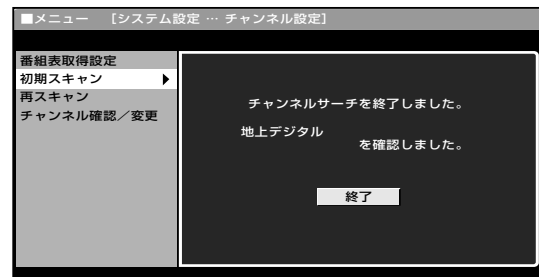 ■メニュー [システム設定 … チャンネル設定]
番組表取得設定
初期スキャン
再スキャン
チャンネル確認／変更
チャンネルサーチを終了しました。
地上デジタル
を確認しました。
終了